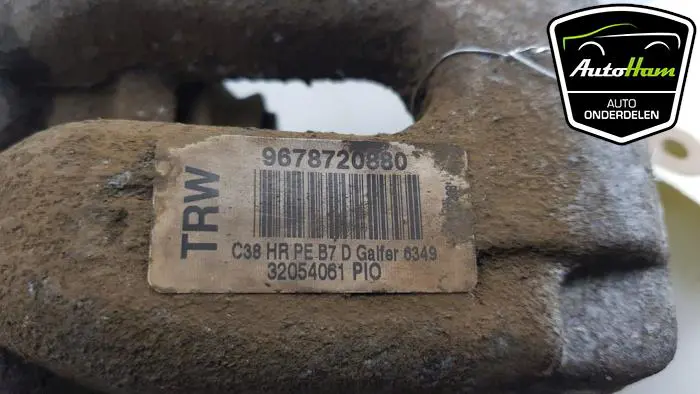 AutoHam
AUTO
ONDERDELEN
TRW
9678720880
C38 HR PE B7 D Galfer 6349
32054061 PIO